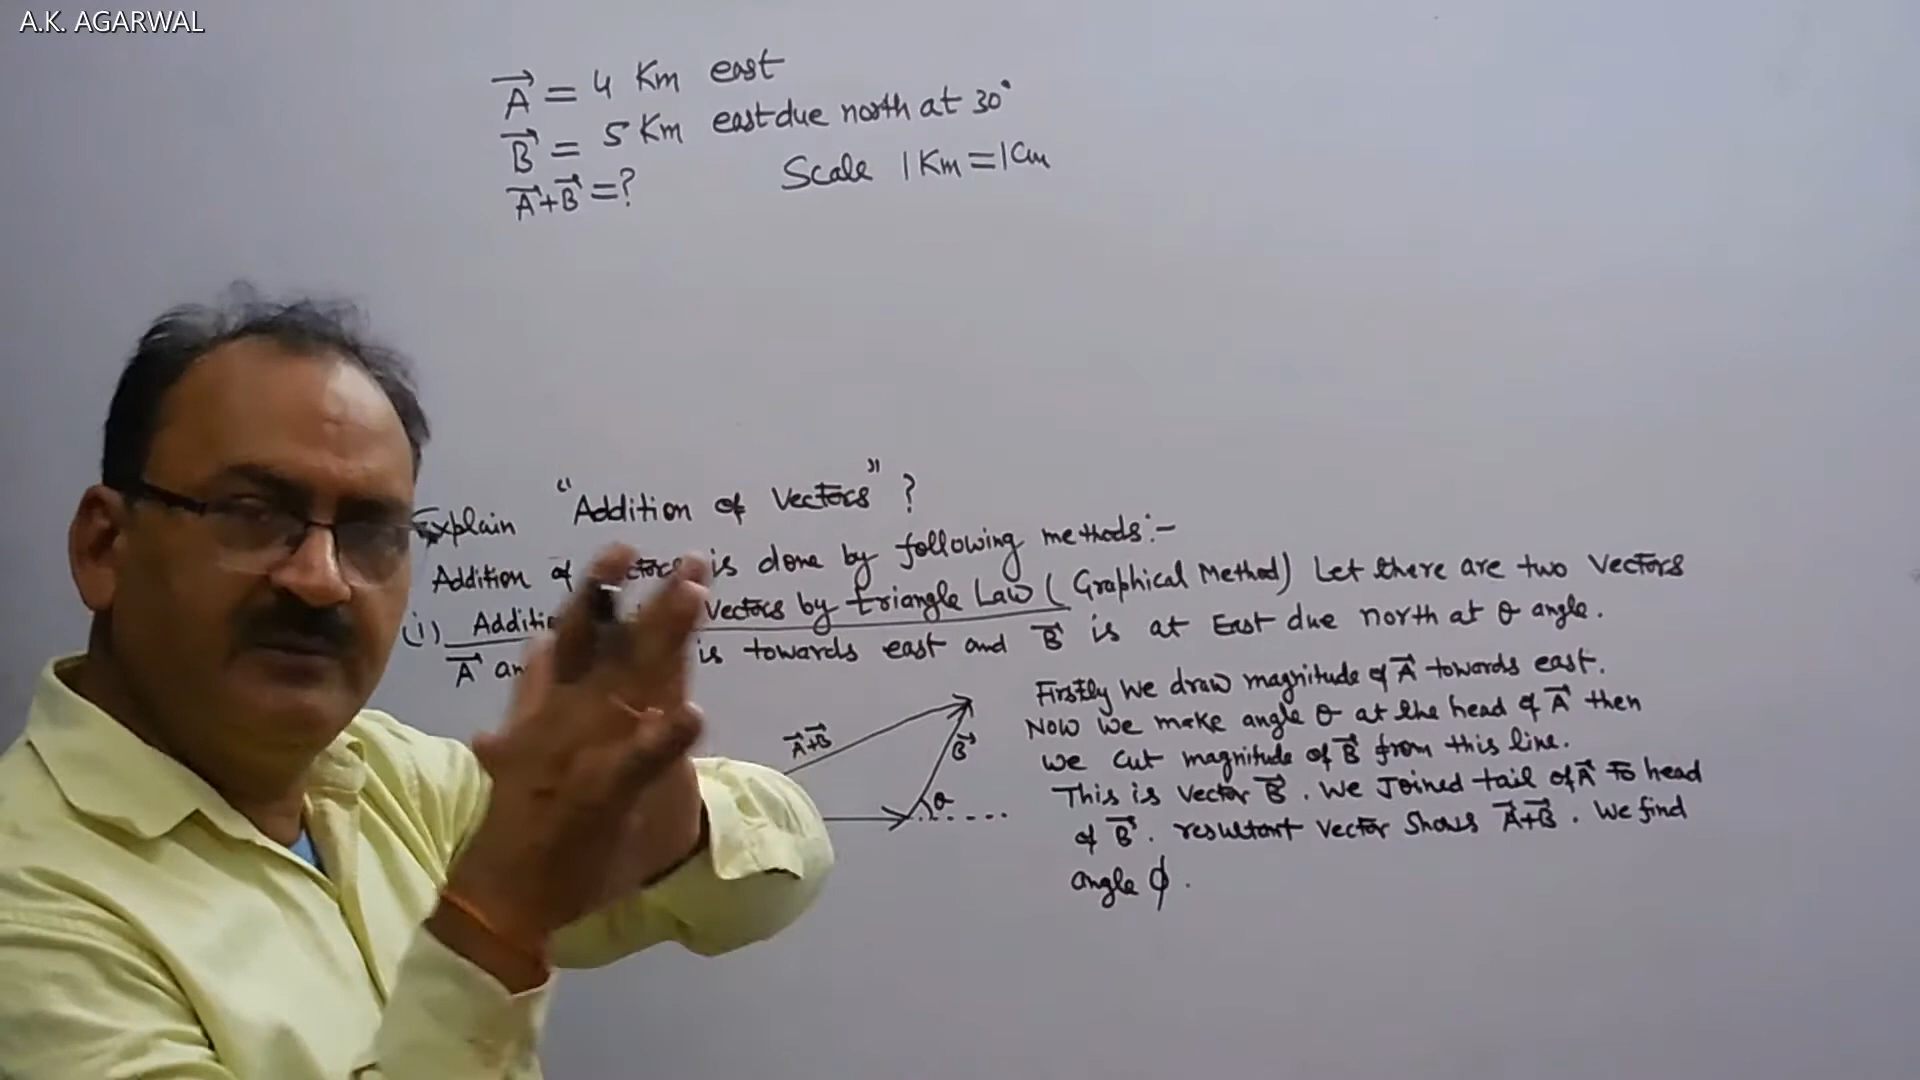 A.K. AGARWAL
A = 4 Km east
B = 5 Km east due north at 30°
A+B =? Scale 1 Km = 1 Cm
Explain "Addition of Vectors" ?
Addition of is done by following methods:-
(i) Vectors by triangle Law (Graphical Method) Let there are two Vectors
A is towards east and B is at East due north at θ angle.
Firstly We draw magnitude of A towards east.
Now We make angle θ at the head of A then
We Cut magnitude of B from this line.
This is Vector B. We Joined tail of A to head
of B. resultant Vector Shows A+B. We find
angle ϕ.
A+B
B
θ